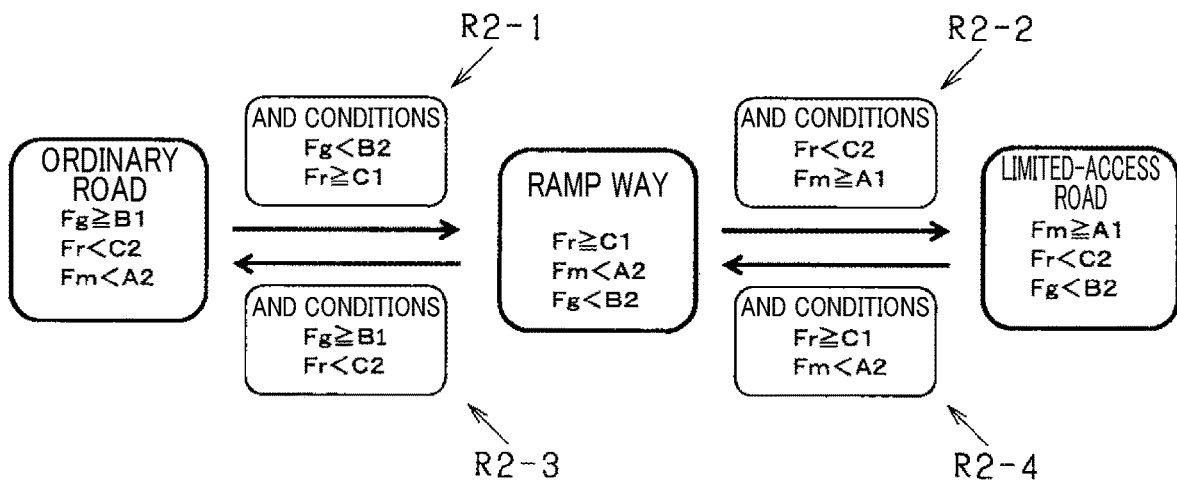 R2-1
R2-2
AND CONDITIONS
Fg<B2
Fr≧C1
AND CONDITIONS
Fr<C2
Fm≧A1
ORDINARY
ROAD
Fg≧B1
Fr<C2
Fm<A2
RAMP WAY
Fr≧C1
Fm<A2
Fg<B2
LIMITED-ACCESS
ROAD
Fm≧A1
Fr<C2
Fg<B2
AND CONDITIONS
Fg≧B1
Fr<C2
AND CONDITIONS
Fr≧C1
Fm<A2
R2-3
R2-4